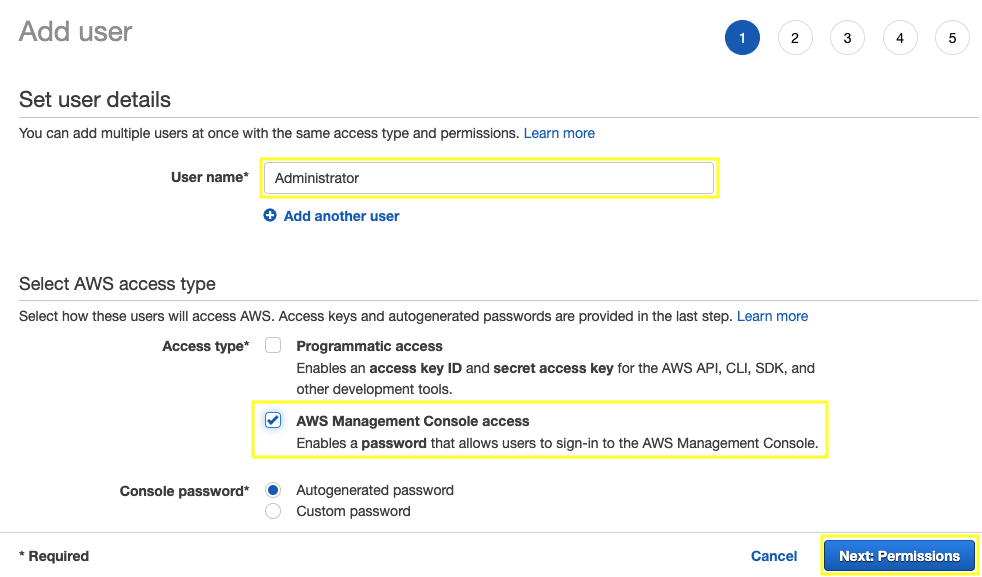 Add user
1 2 3 4 5
Set user details
You can add multiple users at once with the same access type and permissions. Learn more
User name* Administrator
Add another user
Select AWS access type
Select how these users will access AWS. Access keys and autogenerated passwords are provided in the last step. Learn more
Access type* Programmatic access
Enables an access key ID and secret access key for the AWS API, CLI, SDK, and
other development tools.
AWS Management Console access
Enables a password that allows users to sign-in to the AWS Management Console.
Console password* Autogenerated password
Custom password
* Required Cancel Next: Permissions